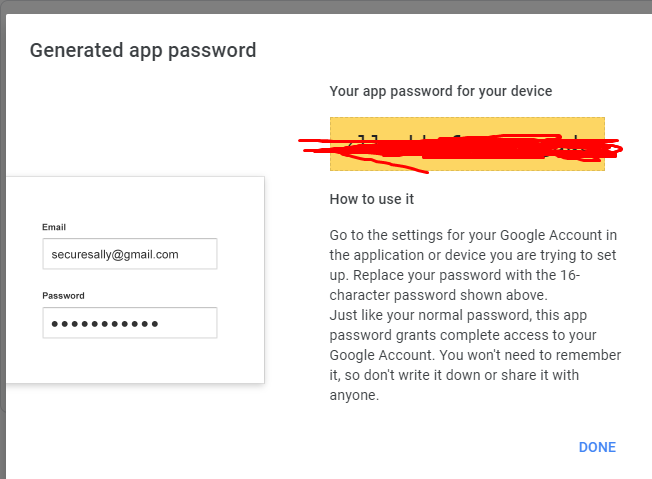 Generated app password
Your app password for your device
How to use it
Email
securesally@gmail.com
Go to the settings for your Google Account in
the application or device you are trying to set
up. Replace your password with the 16-
character password shown above.
Password
Just like your normal password, this app
password grants complete access to your
Google Account. You won't need to remember
it, so don't write it down or share it with
anyone.
DONE